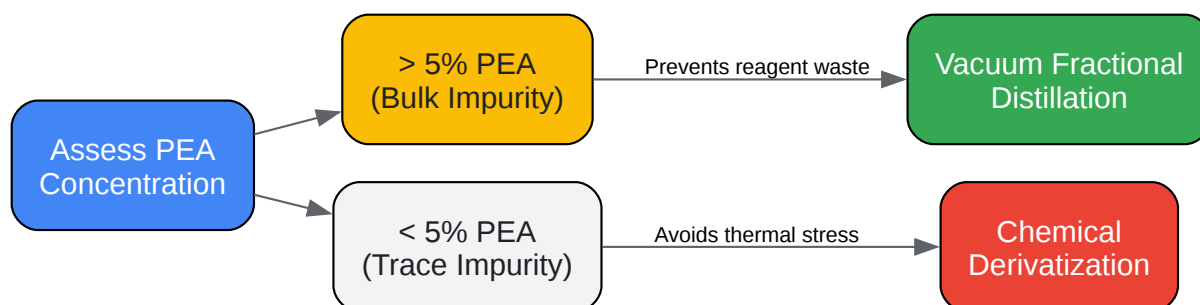 Assess PEA
Concentration
> 5% PEA
(Bulk Impurity)
Prevents reagent waste
Vacuum Fractional
Distillation
< 5% PEA
(Trace Impurity)
Avoids thermal stress
Chemical
Derivatization